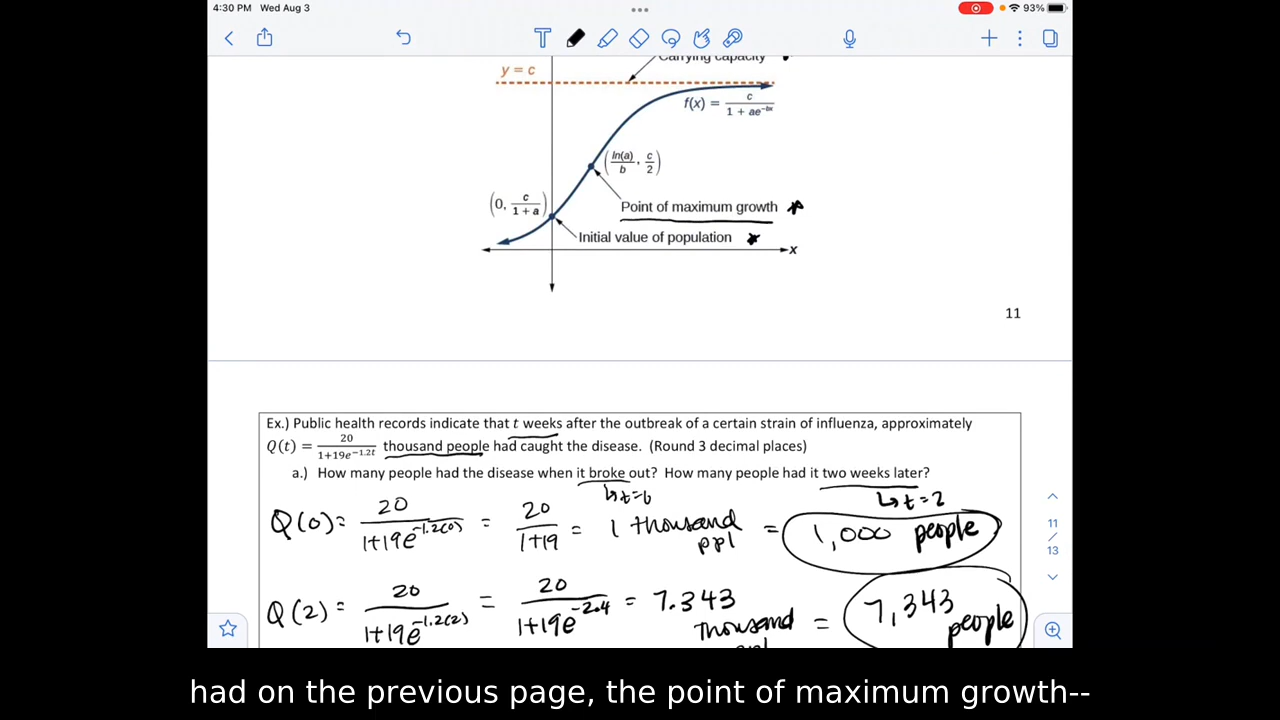 4:30 PM Wed Aug 3
93%
Carrying capacity
y = c
f(x) = c / 1 + ae^-bx
(ln(a)/b, c/2)
(0, c/1 + a)
Point of maximum growth *
Initial value of population *
x
11
Ex.) Public health records indicate that t weeks after the outbreak of a certain strain of influenza, approximately
Q(t) = 20/1+19e^-1.2t thousand people had caught the disease. (Round 3 decimal places)
a.) How many people had the disease when it broke out? How many people had it two weeks later?
↳ t=0 ↳ t=2
Q(0) = 20/1+19e^-1.2(0) = 20/1+19 = 1 thousand ppl = 1,000 people
11
/
13
Q(2) = 20/1+19e^-1.2(2) = 20/1+19e^-2.4 = 7.343 thousand ppl = 7,343 people
had on the previous page, the point of maximum growth--